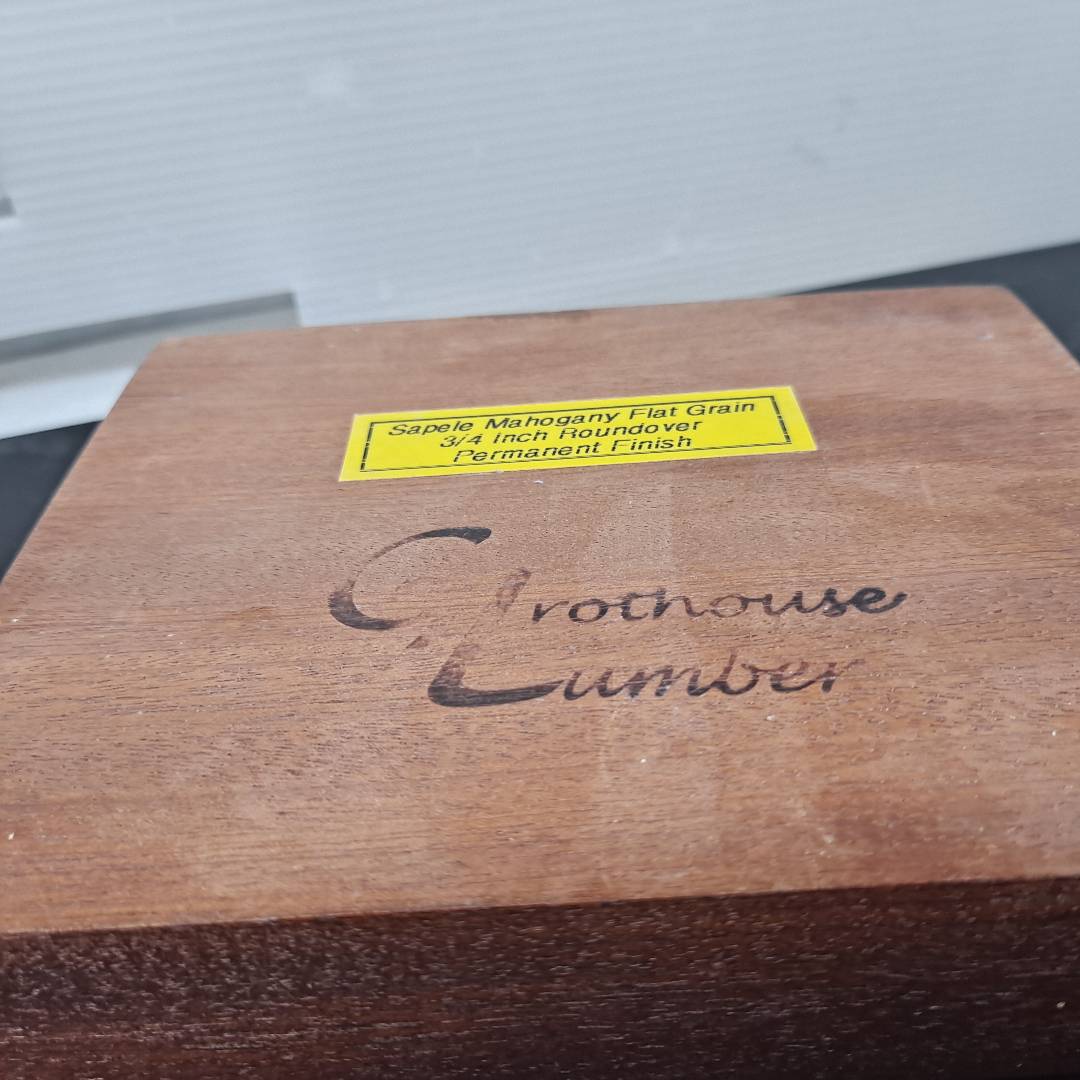 Sapele Mahogany Flat Grain
3/4 inch Roundover
Permanent Finish
Grothouse
Lumber